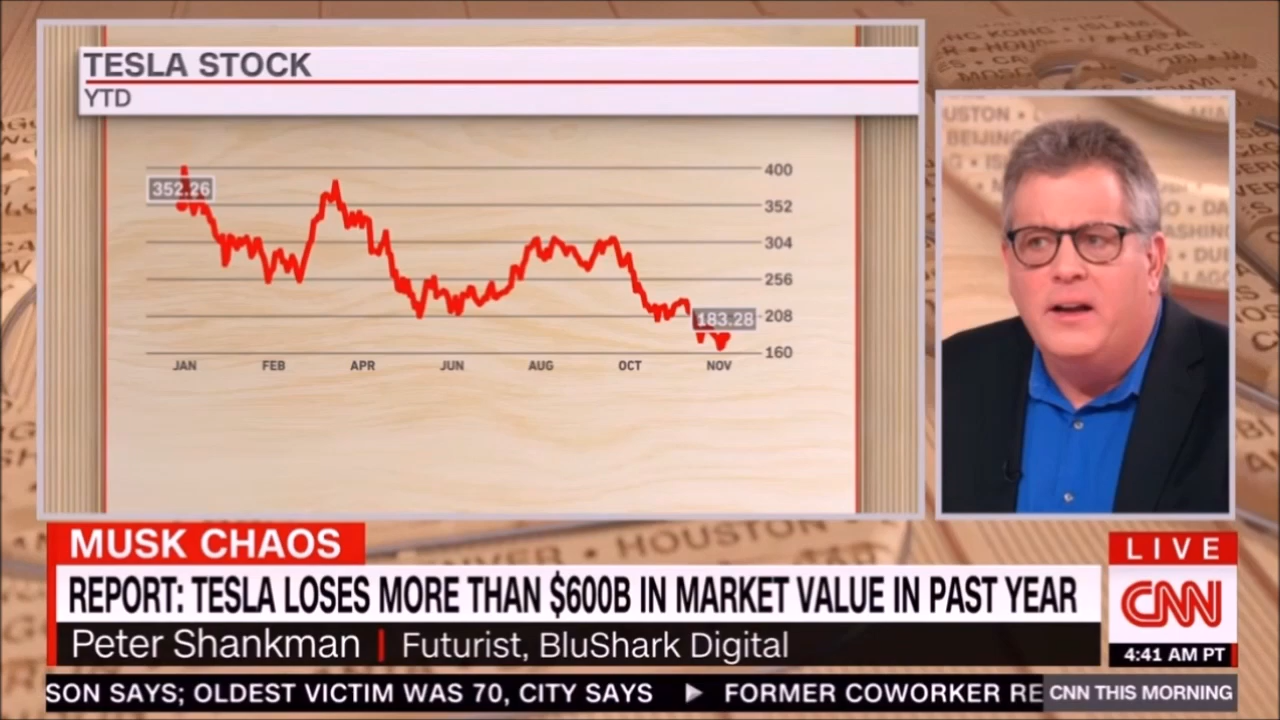 TESLA STOCK
YTD
352.26
183.28
400
352
304
256
208
160
JAN FEB APR JUN AUG OCT NOV
USTON
BEIJING
MUSK CHAOS
REPORT: TESLA LOSES MORE THAN $600B IN MARKET VALUE IN PAST YEAR
Peter Shankman | Futurist, BluShark Digital
LIVE
CNN
4:41 AM PT
SON SAYS; OLDEST VICTIM WAS 70, CITY SAYS ▶ FORMER COWORKER RE
CNN THIS MORNING
HOUSTON